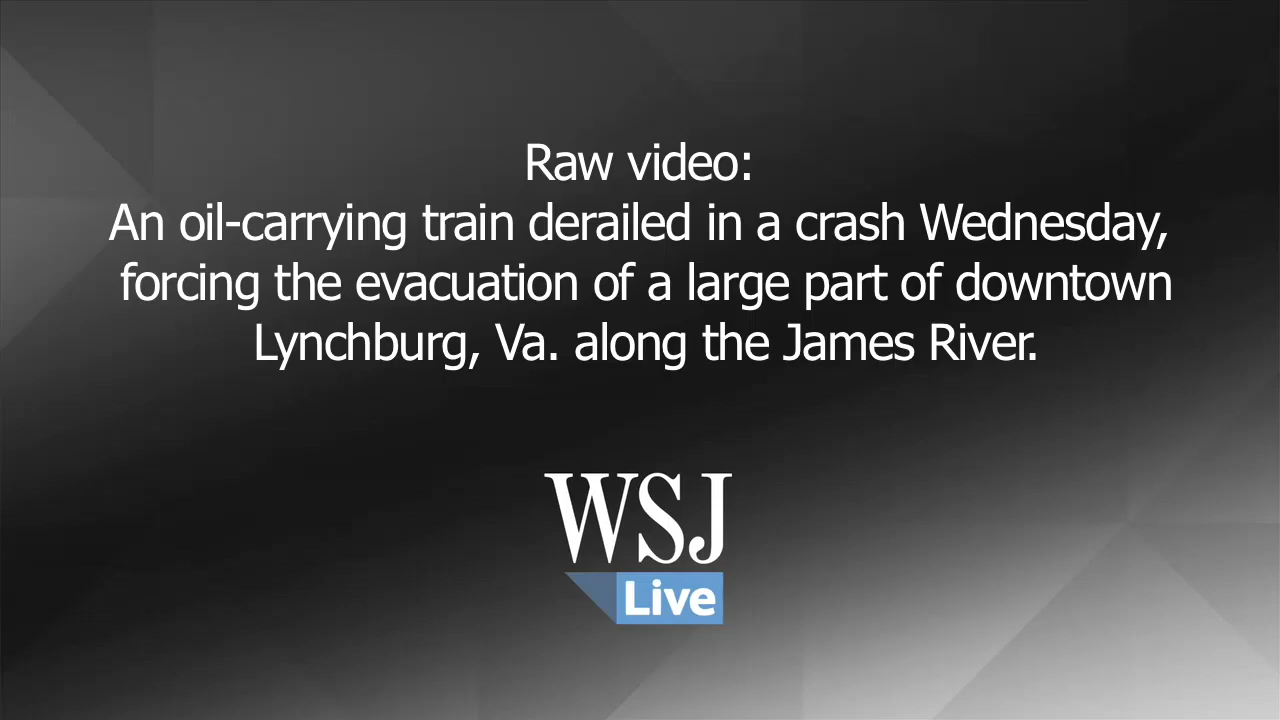 Raw video:
An oil-carrying train derailed in a crash Wednesday,
forcing the evacuation of a large part of downtown
Lynchburg, Va. along the James River.
WSJ
Live